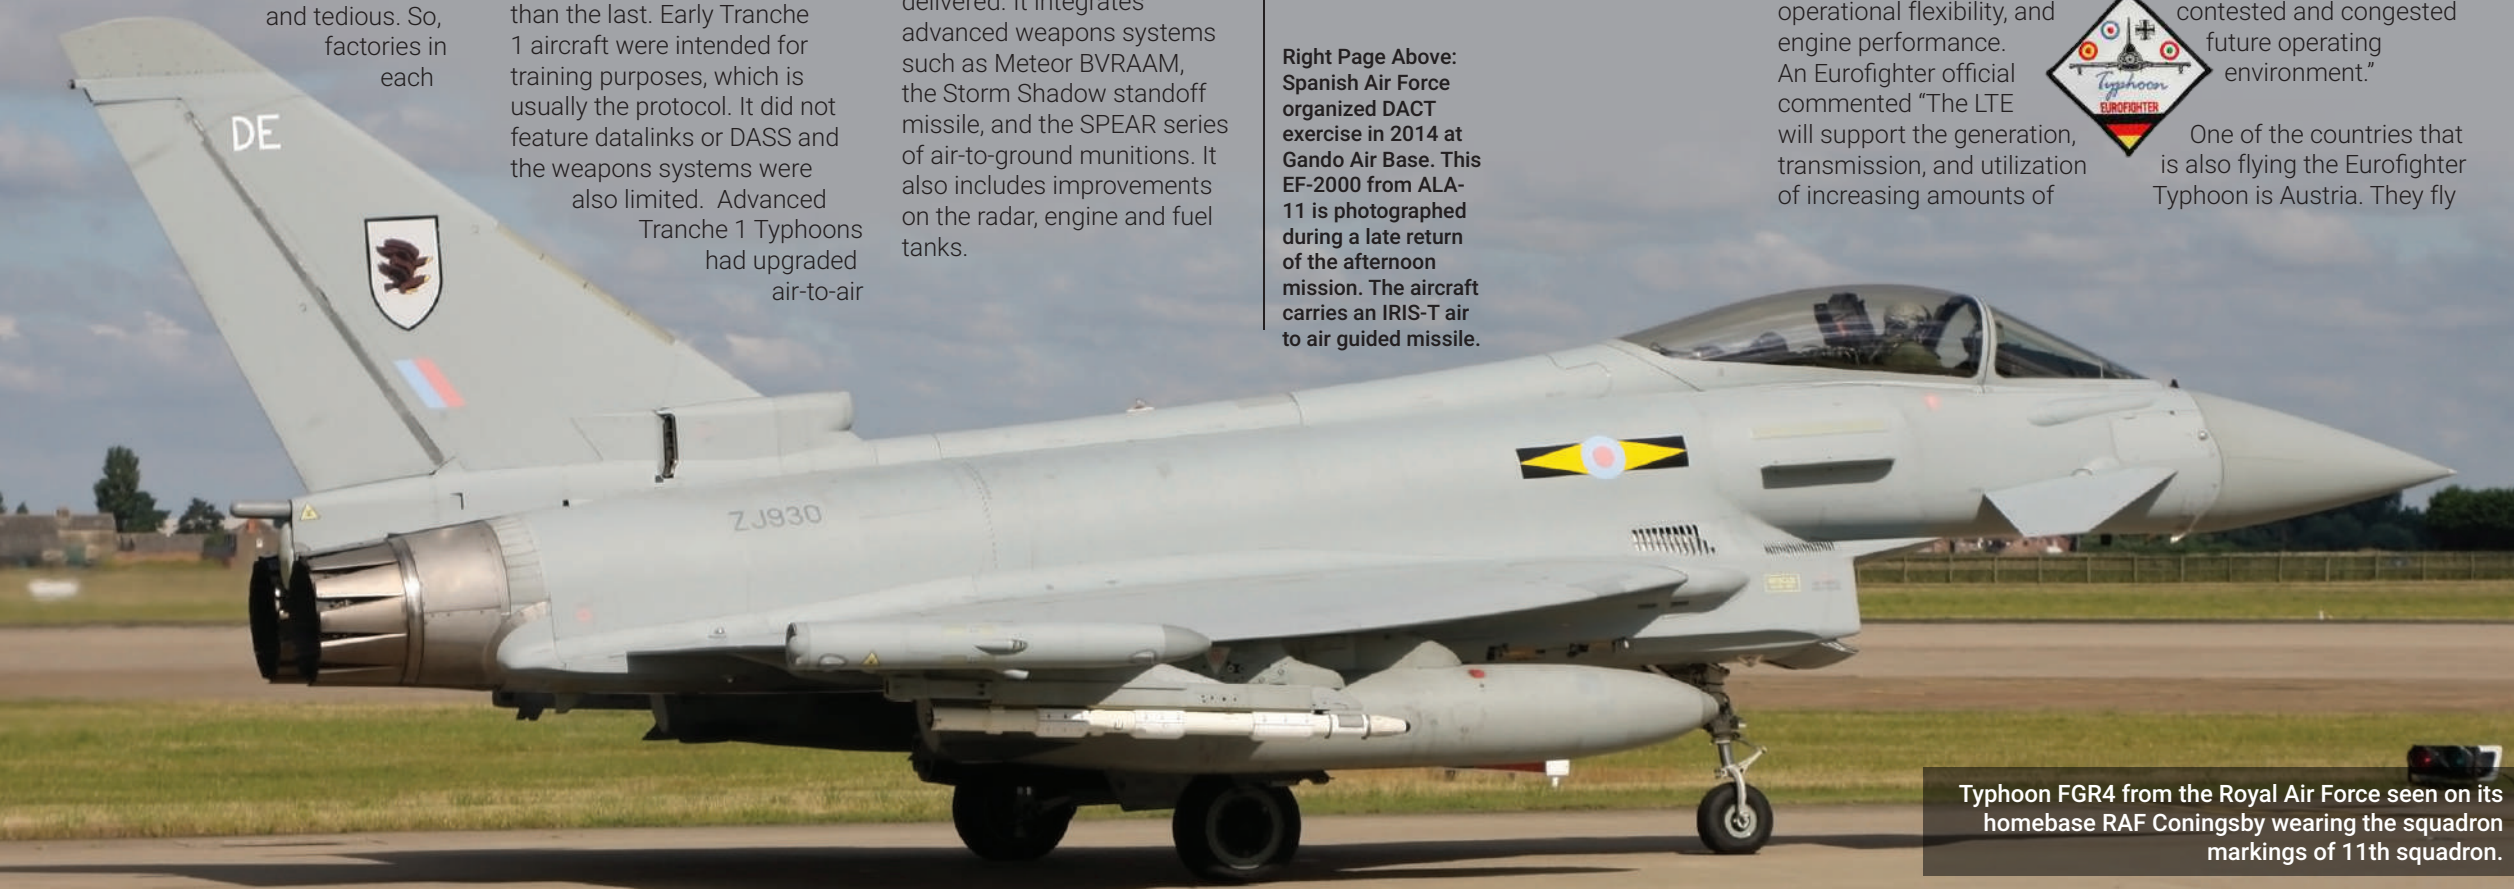 and tedious. So,
factories in
each
than the last. Early Tranche
1 aircraft were intended for
training purposes, which is
usually the protocol. It did not
feature datalinks or DASS and
the weapons systems were
also limited.  Advanced
Tranche 1 Typhoons
had upgraded
air-to-air
delivered. It integrates
advanced weapons systems
such as Meteor BVRAAM,
the Storm Shadow standoff
missile, and the SPEAR series
of air-to-ground munitions. It
also includes improvements
on the radar, engine and fuel
tanks.
Right Page Above:
Spanish Air Force
organized DACT
exercise in 2014 at
Gando Air Base. This
EF-2000 from ALA-
11 is photographed
during a late return
of the afternoon
mission. The aircraft
carries an IRIS-T air
to air guided missile.
operational flexibility, and
engine performance.
An Eurofighter official
commented “The LTE
will support the generation,
transmission, and utilization
of increasing amounts of
contested and congested
future operating
environment.”
One of the countries that
is also flying the Eurofighter
Typhoon is Austria. They fly
Typhoon
EUROFIGHTER
DE
ZJ930
Typhoon FGR4 from the Royal Air Force seen on its
homebase RAF Coningsby wearing the squadron
markings of 11th squadron.